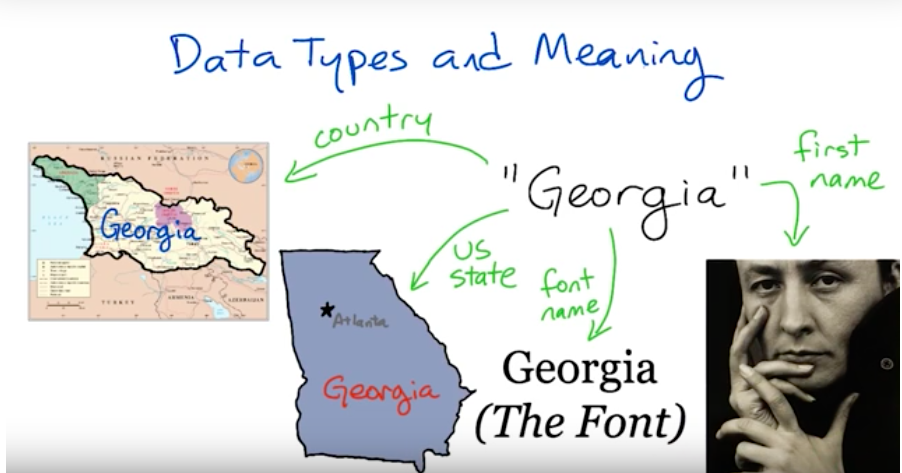 Data Types and Meaning
country
"Georgia"
first
name
RUSSIAN FEDERATION
Georgia
TURKEY
ARMENIA
AZERBAIJAN
US
state
font
name
Atlanta
Georgia
Georgia
(The Font)